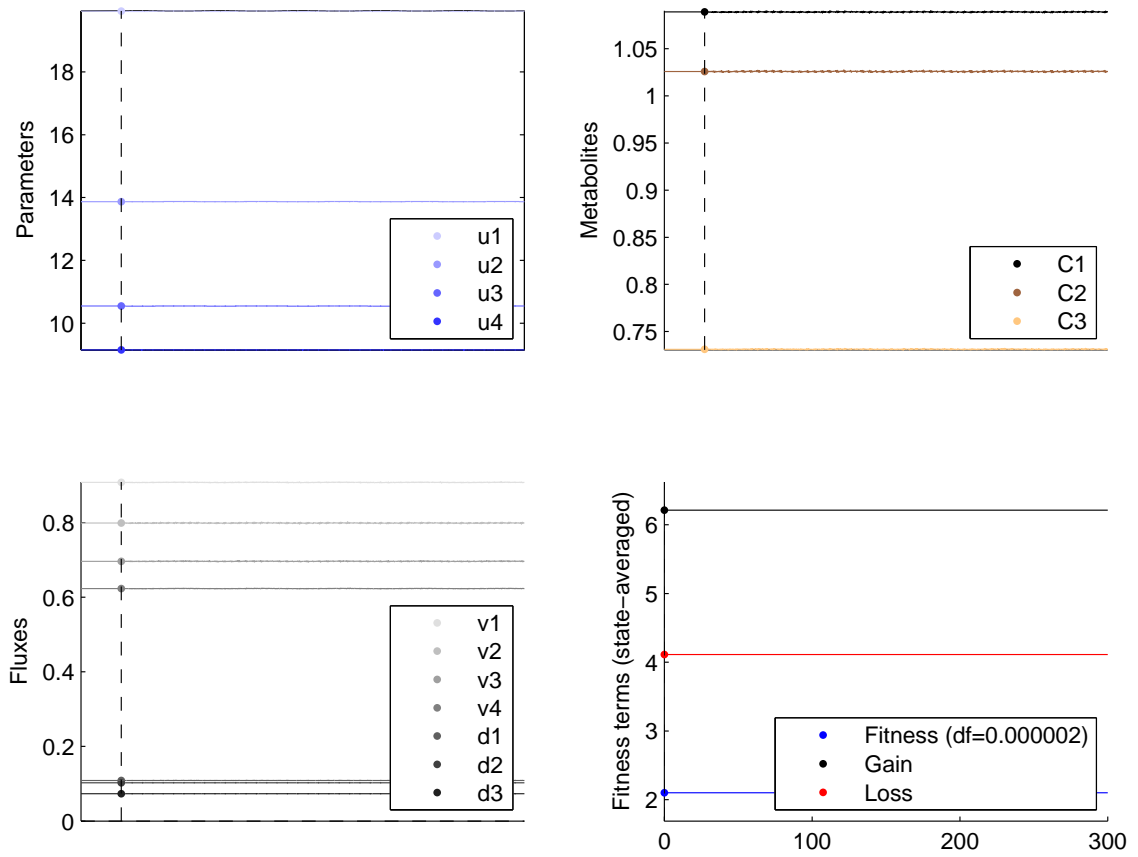 Parameters
18
16
14
12
10
u1
u2
u3
u4
Metabolites
1.05
1
0.95
0.9
0.85
0.8
0.75
C1
C2
C3
Fluxes
0.8
0.6
0.4
0.2
0
v1
v2
v3
v4
d1
d2
d3
Fitness terms (state−averaged)
6
5
4
3
2
Fitness (df=0.000002)
Gain
Loss
0
100
200
300